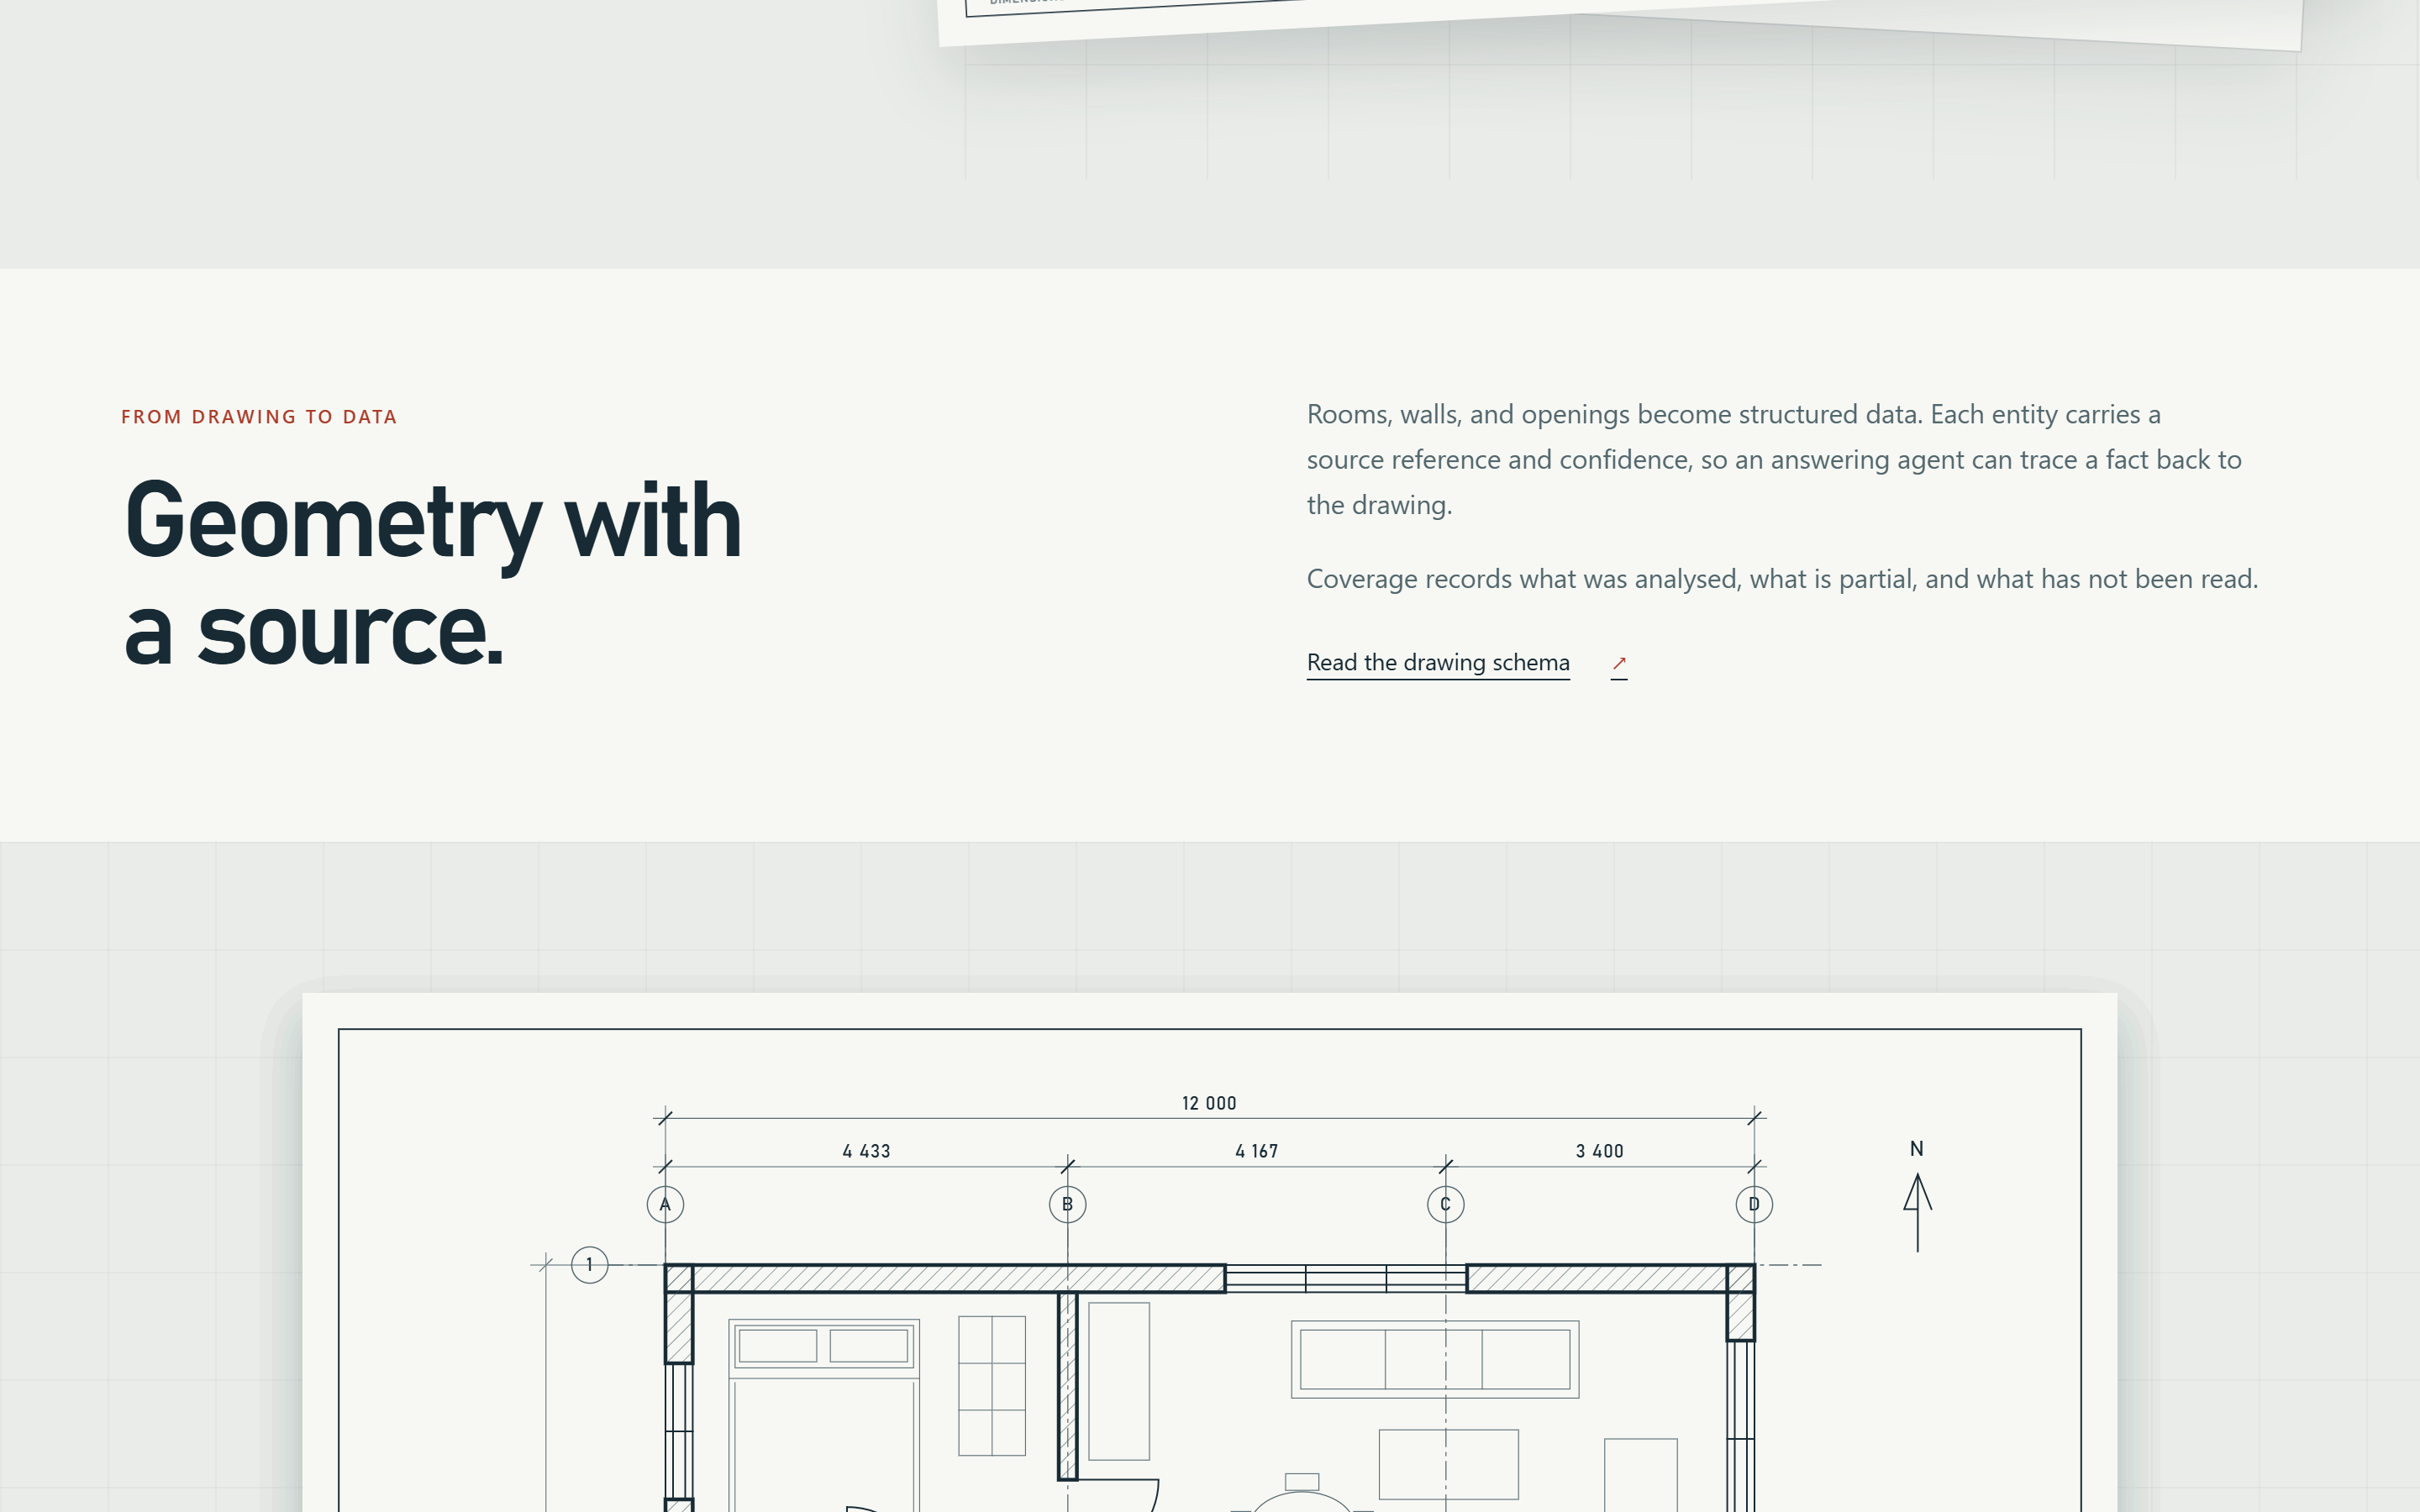 FROM DRAWING TO DATA
Geometry with
a source.
Rooms, walls, and openings become structured data. Each entity carries a
source reference and confidence, so an answering agent can trace a fact back to
the drawing.
Coverage records what was analysed, what is partial, and what has not been read.
Read the drawing schema ↗
12 000
4 433 4 167 3 400
N
A B C D
1